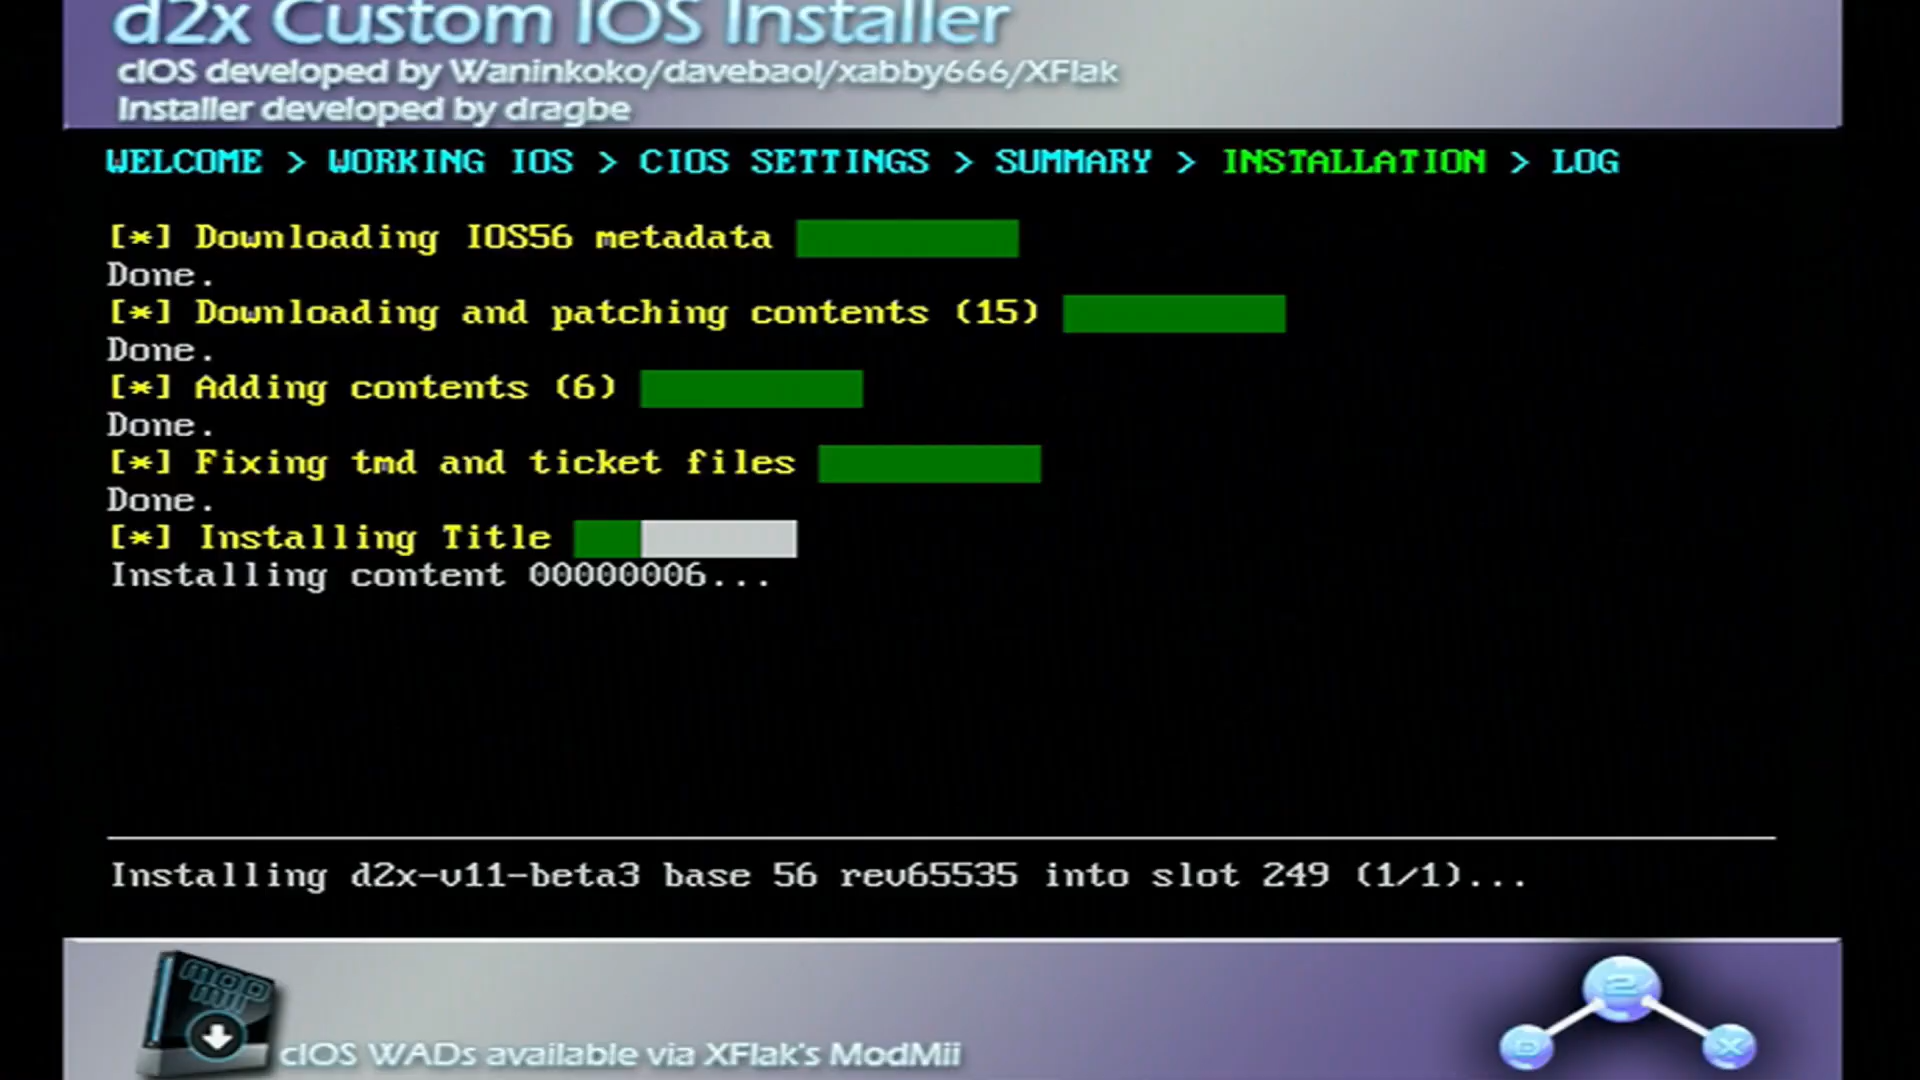 d2x Custom IOS Installer
cIOS developed by Waninkoko/davebaol/xabby666/XFlak
Installer developed by dragbe
WELCOME > WORKING IOS > CIOS SETTINGS > SUMMARY > INSTALLATION > LOG
[*] Downloading IOS56 metadata
Done.
[*] Downloading and patching contents (15)
Done.
[*] Adding contents (6)
Done.
[*] Fixing tmd and ticket files
Done.
[*] Installing Title
Installing content 00000006...
Installing d2x-v11-beta3 base 56 rev65535 into slot 249 (1/1)...
MOD
MII
cIOS WADs available via XFlak's ModMii
D 2 X